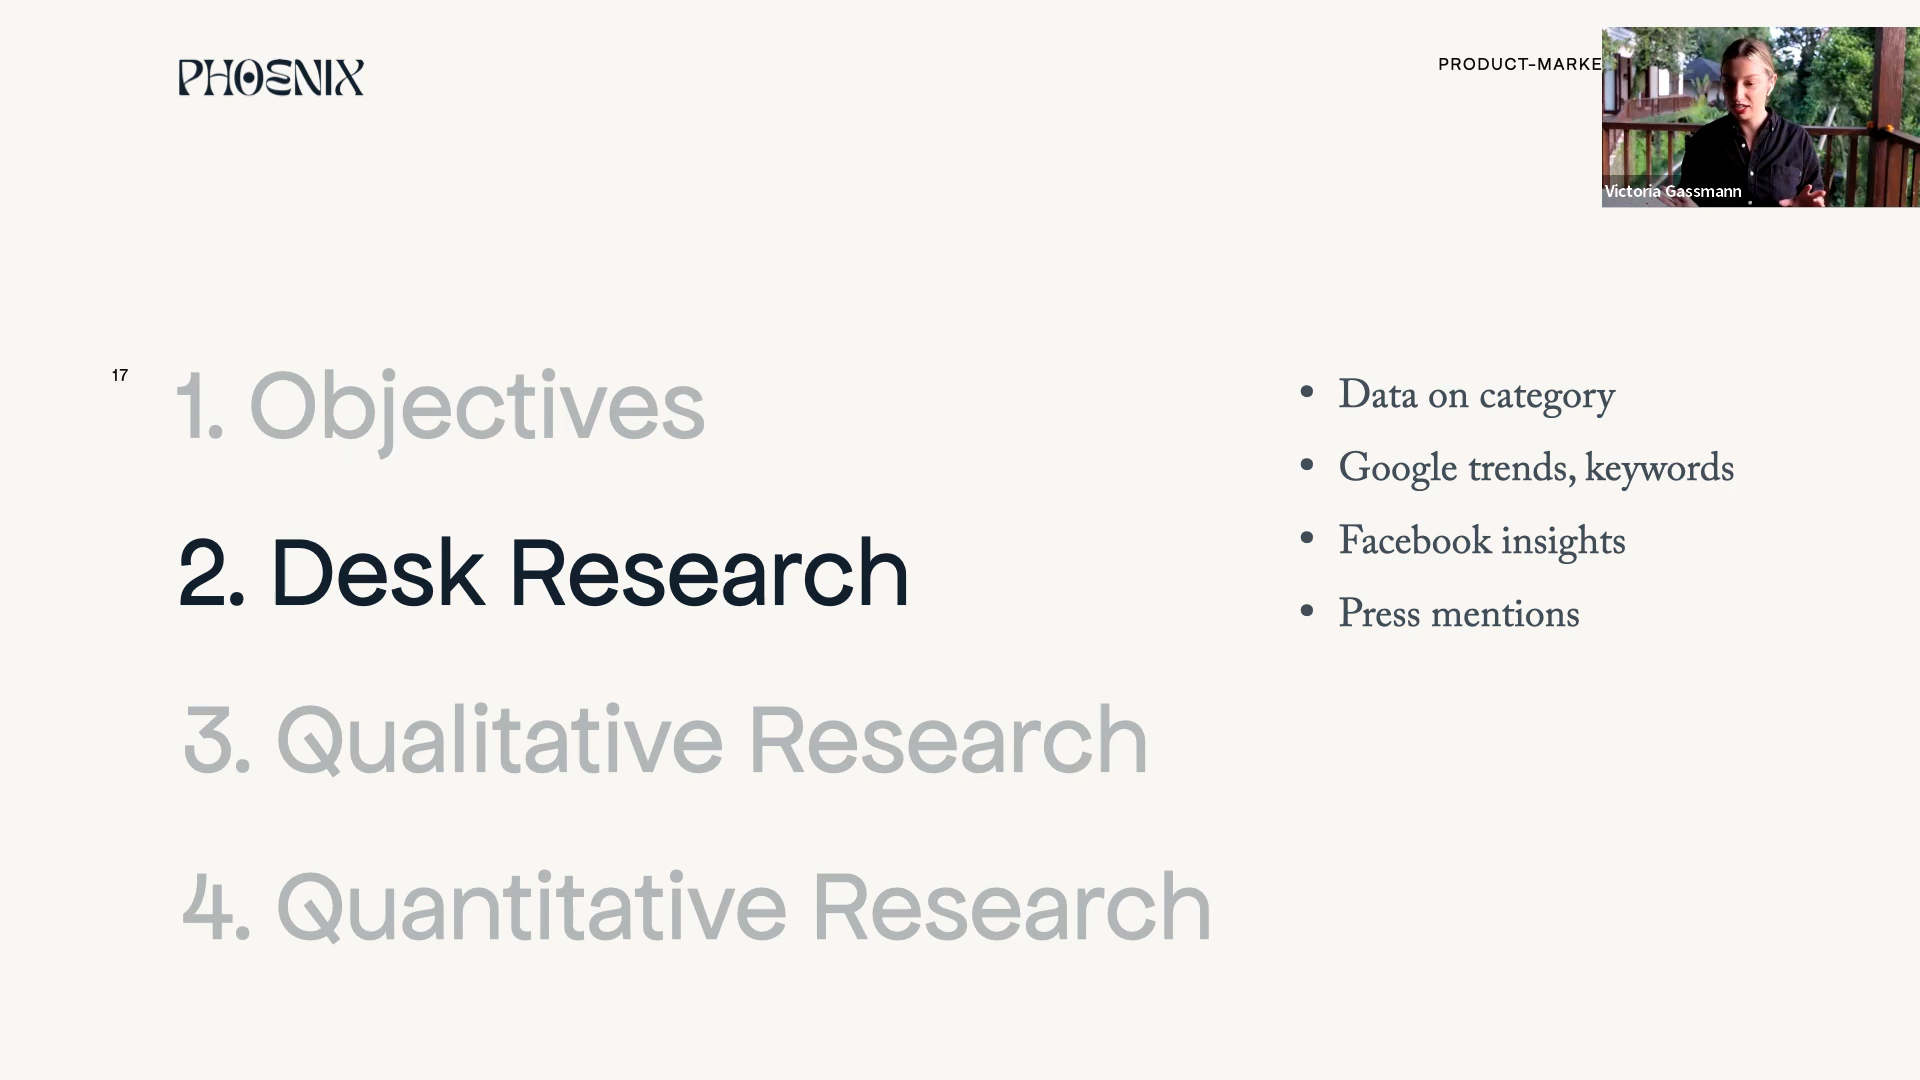 PHOENIX
PRODUCT-MARKE
Victoria Gassmann
17
1. Objectives
2. Desk Research
3. Qualitative Research
4. Quantitative Research
• Data on category
• Google trends, keywords
• Facebook insights
• Press mentions